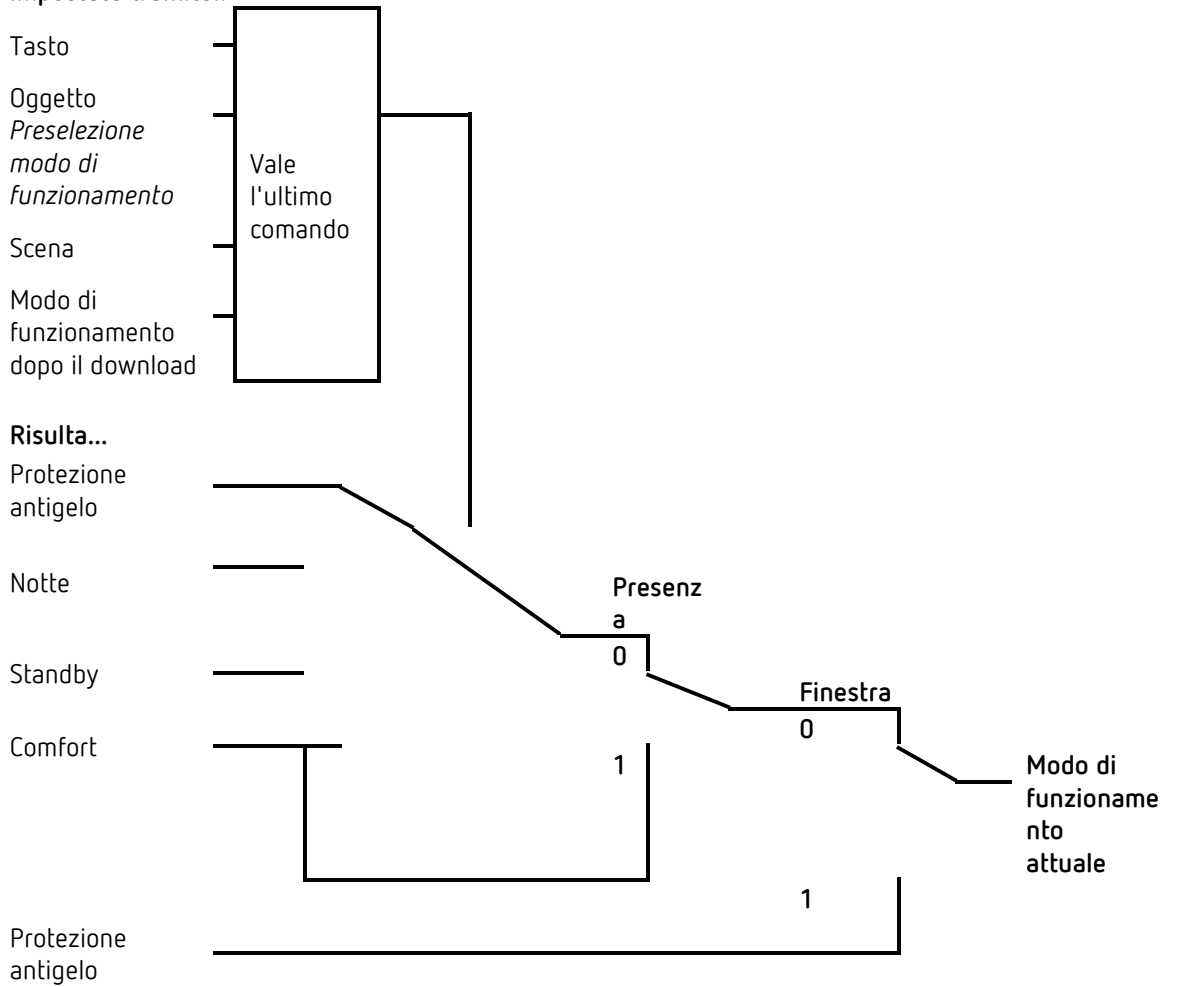 Tasto
Oggetto
Preselezione
modo di
funzionamento
Vale
l'ultimo
comando
Scena
Modo di
funzionamento
dopo il download
Risulta...
Protezione
antigelo
Notte
Presenz
a
0
Standby
Finestra
0
Comfort
1
Modo di
funzioname
nto
attuale
1
Protezione
antigelo